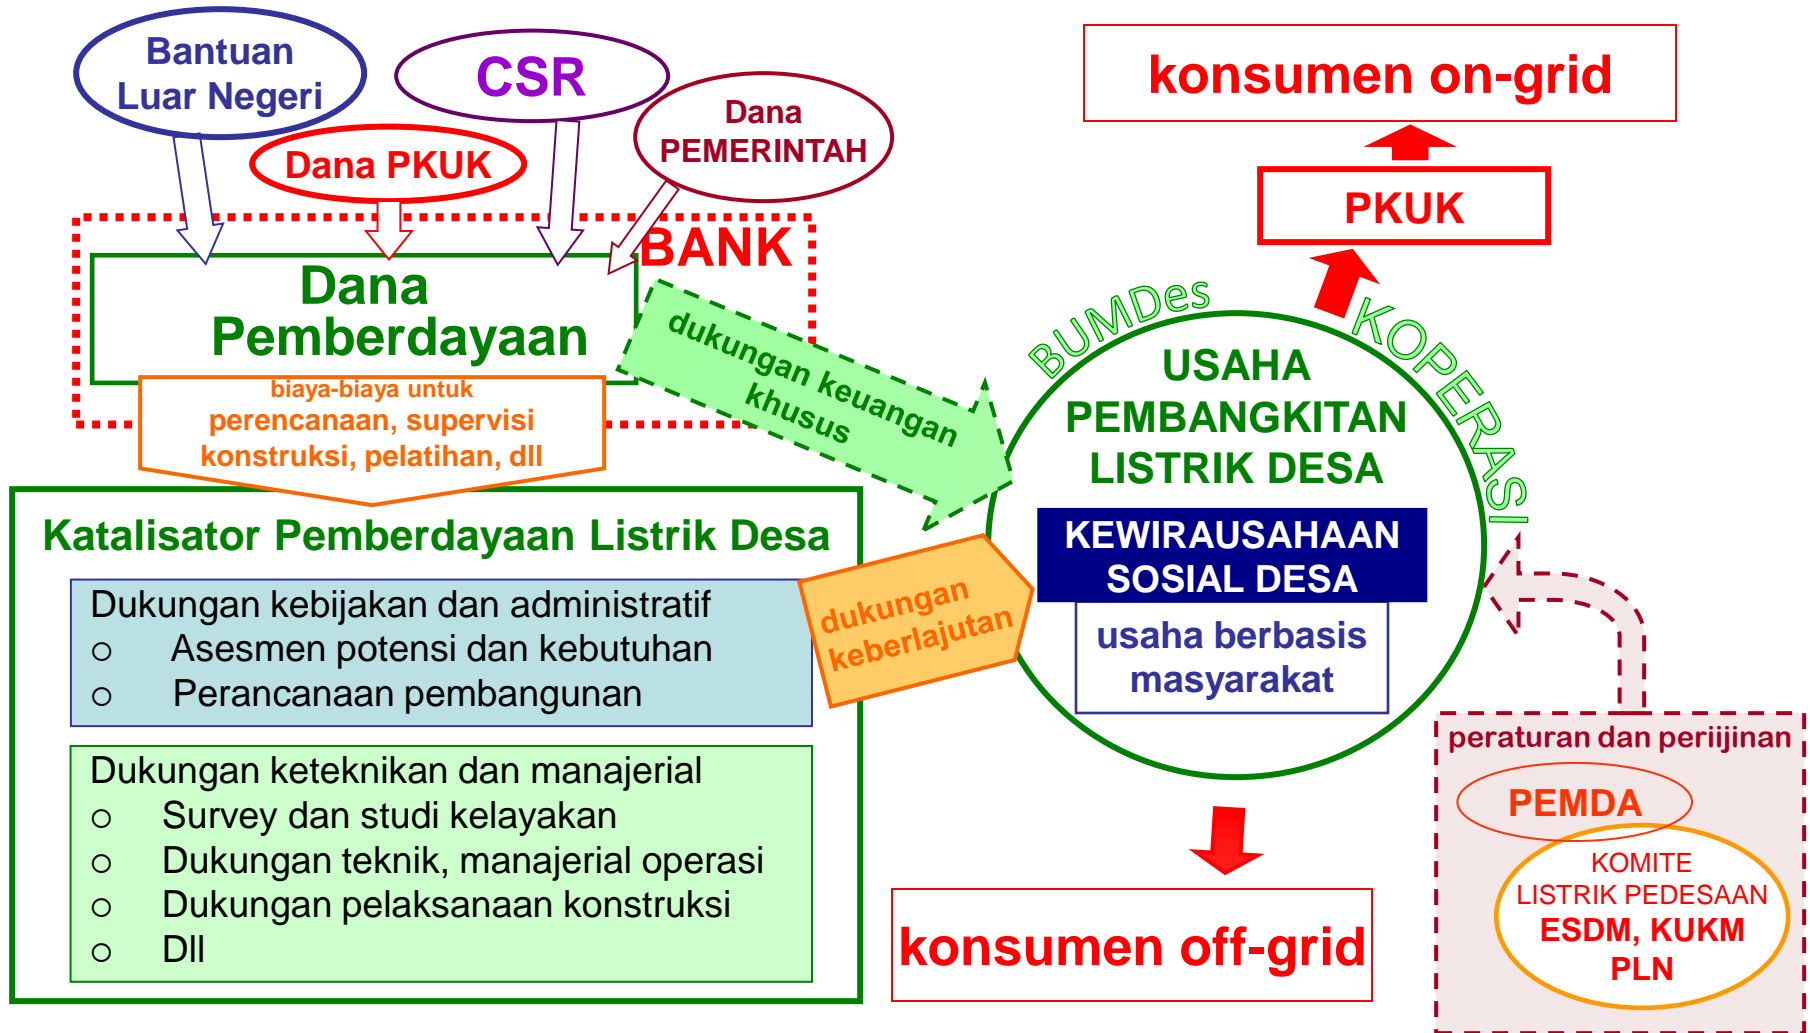 Bantuan
Luar Negeri
CSR
Dana
PEMERINTAH
Dana PKUK
BANK
Dana
Pemberdayaan
biaya-biaya untuk
perencanaan, supervisi
konstruksi, pelatihan, dll
dukungan keuangan
khusus
Katalisator Pemberdayaan Listrik Desa
Dukungan kebijakan dan administratif
o Asesmen potensi dan kebutuhan
o Perancanaan pembangunan
Dukungan keteknikan dan manajerial
o Survey dan studi kelayakan
o Dukungan teknik, manajerial operasi
o Dukungan pelaksanaan konstruksi
o Dll
dukungan
keberlajutan
konsumen on-grid
PKUK
BUMDes
KOPERASI
USAHA
PEMBANGKITAN
LISTRIK DESA
KEWIRAUSAHAAN
SOSIAL DESA
usaha berbasis
masyarakat
konsumen off-grid
peraturan dan periijinan
PEMDA
KOMITE
LISTRIK PEDESAAN
ESDM, KUKM
PLN